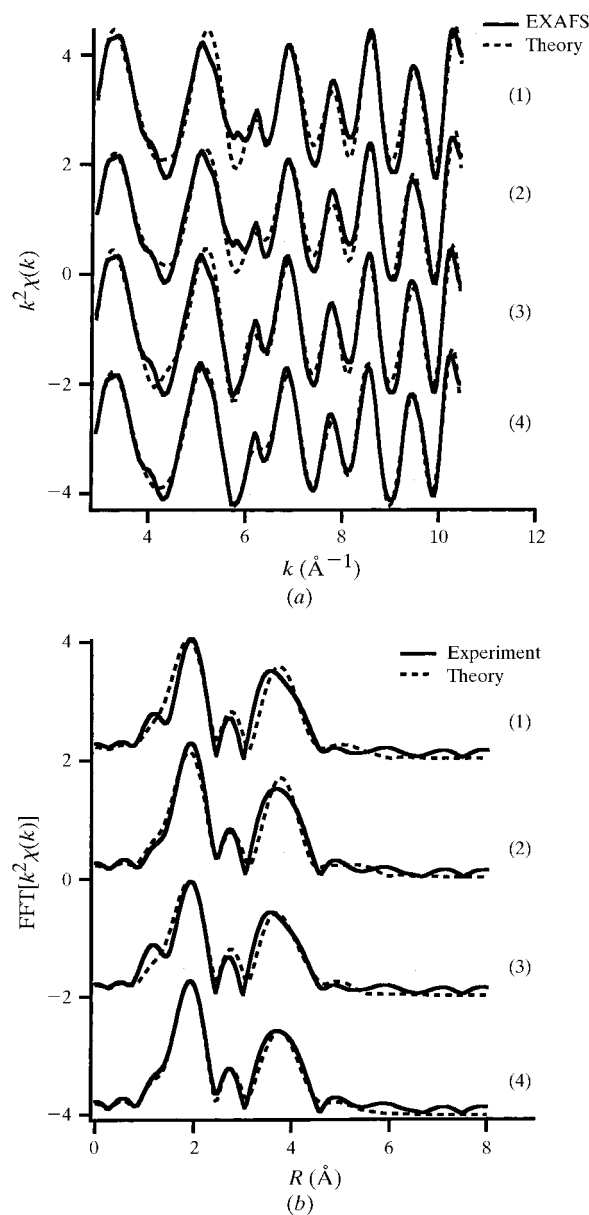 EXAFS
Theory
4
2
0
−2
−4
k²χ(k)
(1)
(2)
(3)
(4)
4 6 8 10 12
k (Å⁻¹)
(a)
Experiment
Theory
4
2
0
−2
−4
FFT[k²χ(k)]
(1)
(2)
(3)
(4)
0 2 4 6 8
R (Å)
(b)